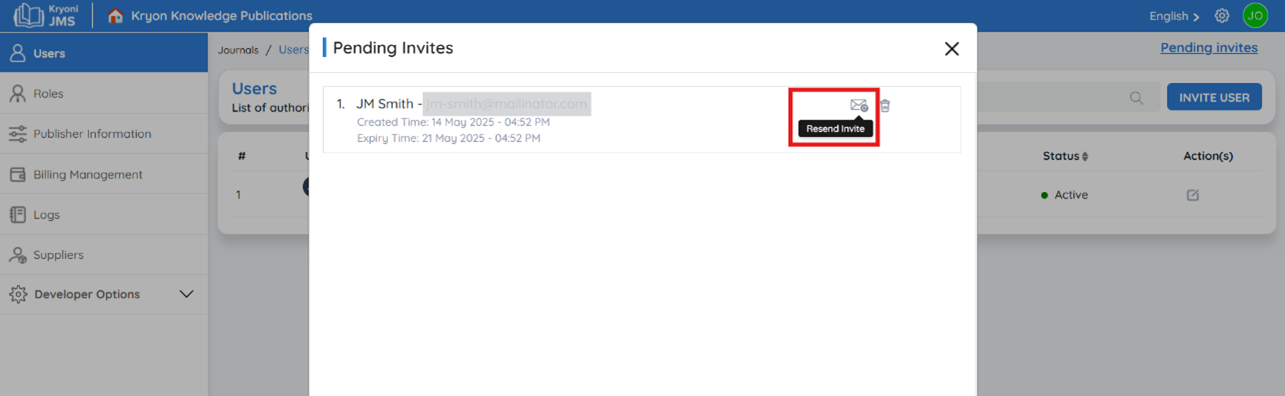 Kryoni
JMS
Kryon Knowledge Publications
English >
JO
Users
Roles
Publisher Information
Billing Management
Logs
Suppliers
Developer Options
Journals / Users
Pending invites
Users
List of authori
INVITE USER
#
U
Status
Action(s)
1
Active
Pending Invites
1. JM Smith - jm-smith@mailinator.com
Created Time: 14 May 2025 - 04:52 PM
Expiry Time: 21 May 2025 - 04:52 PM
Resend Invite